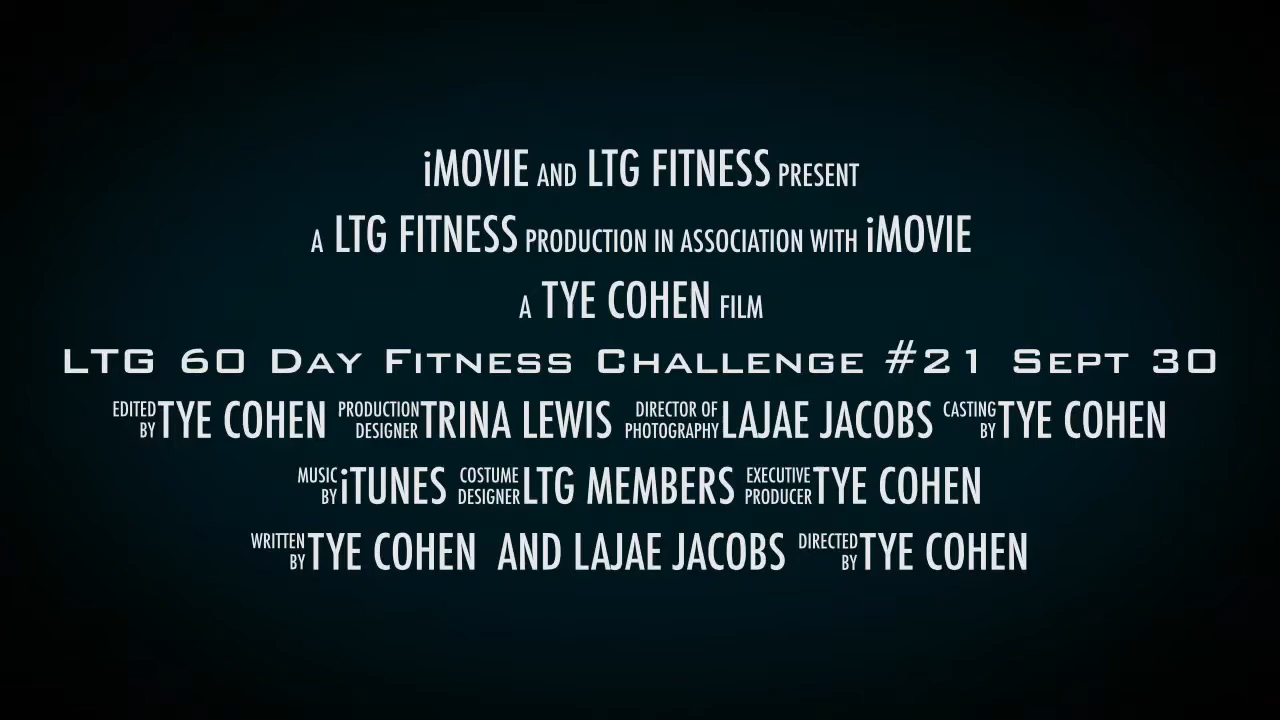 iMOVIE AND LTG FITNESS PRESENT
A LTG FITNESS PRODUCTION IN ASSOCIATION WITH iMOVIE
A TYE COHEN FILM
LTG 60 DAY FITNESS CHALLENGE #21 SEPT 30
EDITED BY TYE COHEN PRODUCTION DESIGNER TRINA LEWIS DIRECTOR OF PHOTOGRAPHY LAJAE JACOBS CASTING BY TYE COHEN
MUSIC BY iTUNES COSTUME DESIGNER LTG MEMBERS EXECUTIVE PRODUCER TYE COHEN
WRITTEN BY TYE COHEN AND LAJAE JACOBS DIRECTED BY TYE COHEN